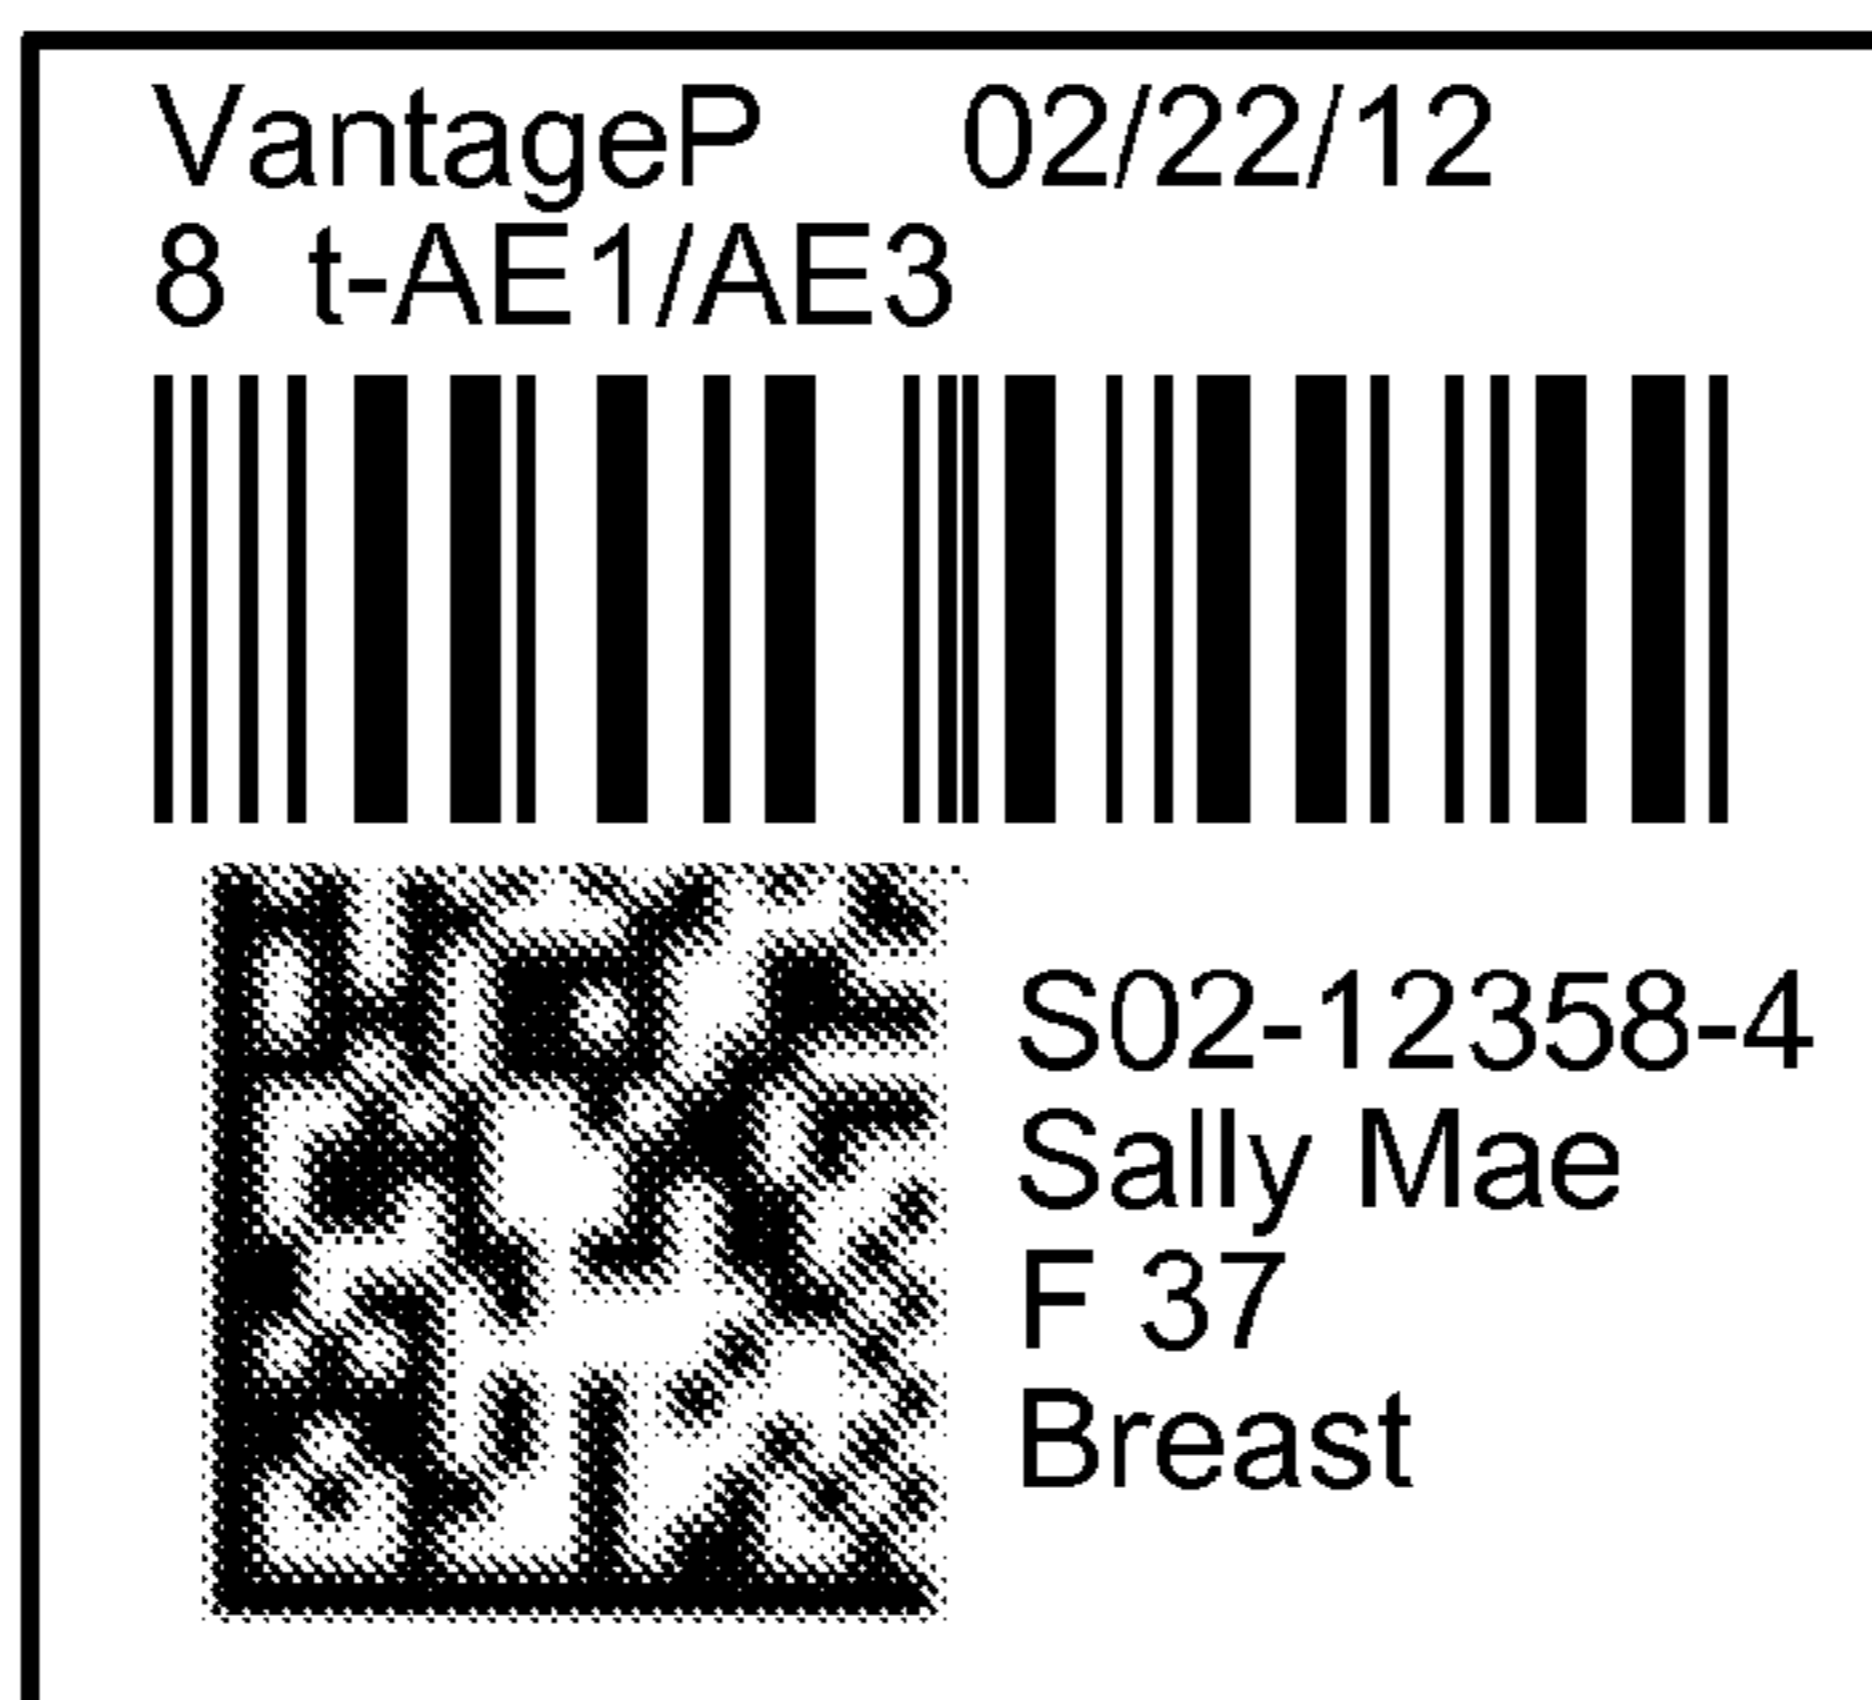 VantageP 02/22/12
8 t-AE1/AE3
S02-12358-4
Sally Mae
F 37
Breast